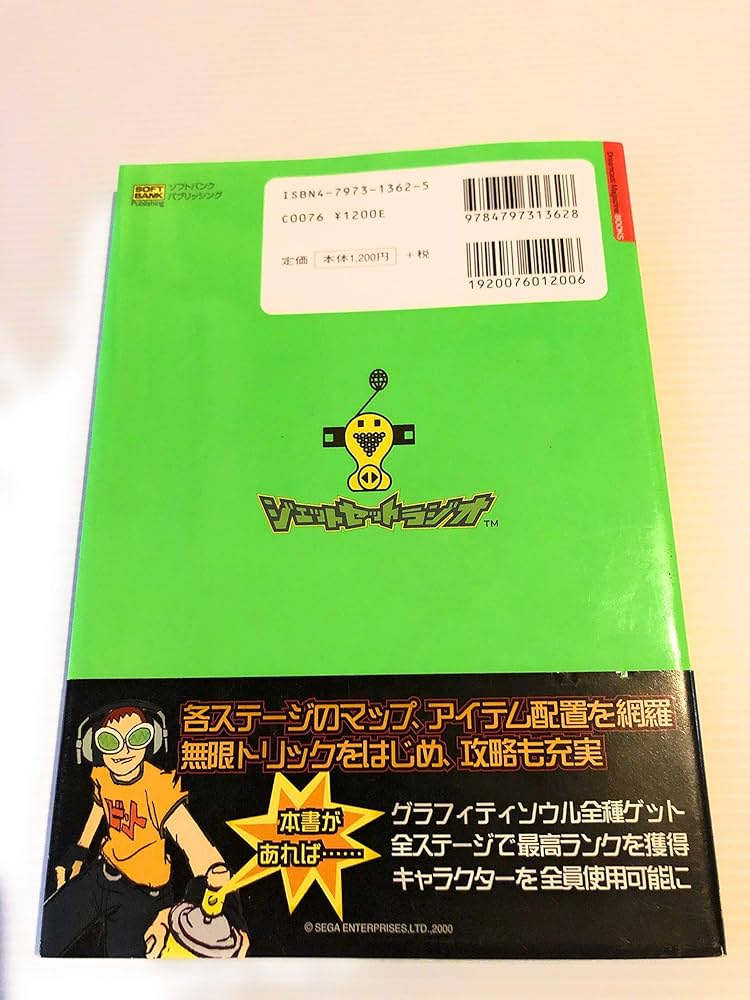 SOFT BANK Publishing
ソフトバンク
パブリッシング
ISBN4-7973-1362-5
C0076 ¥1200E
定価 本体1,200円 +税
9784797313628
1920076012006
Dreamcast Magazine BOOKS
ジェットセットラジオ TM
各ステージのマップ、アイテム配置を網羅
無限トリックをはじめ、攻略も充実
ビート
本書が
あれば……
グラフィティソウル全種ゲット
全ステージで最高ランクを獲得
キャラクターを全員使用可能に
© SEGA ENTERPRISES,LTD.,2000